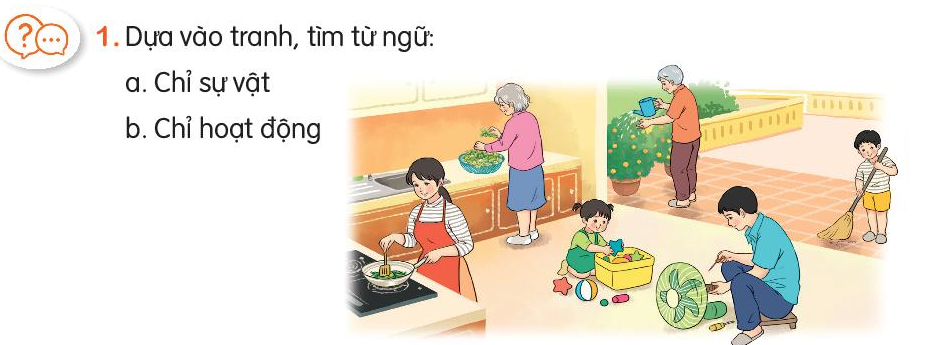 1. Dựa vào tranh, tìm từ ngữ:
a. Chỉ sự vật
b. Chỉ hoạt động